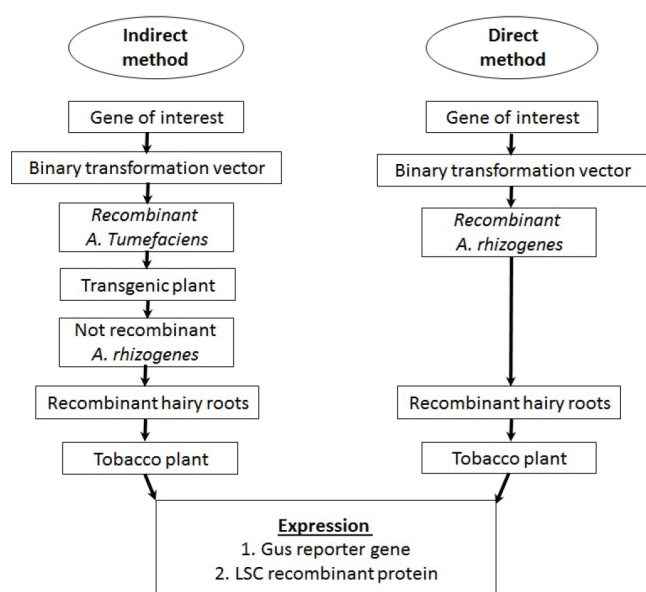 Indirect
method
Gene of interest
Binary transformation vector
Recombinant
A. Tumefaciens
Transgenic plant
Not recombinant
A. rhizogenes
Recombinant hairy roots
Tobacco plant
Direct
method
Gene of interest
Binary transformation vector
Recombinant
A. rhizogenes
Recombinant hairy roots
Tobacco plant
Expression
1. Gus reporter gene
2. LSC recombinant protein